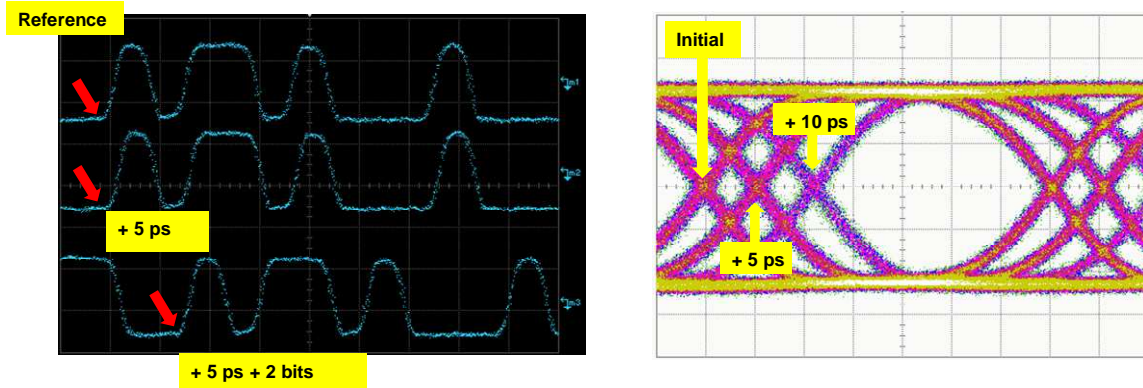 Reference
+ 5 ps
+ 5 ps + 2 bits
Initial
+ 10 ps
+ 5 ps